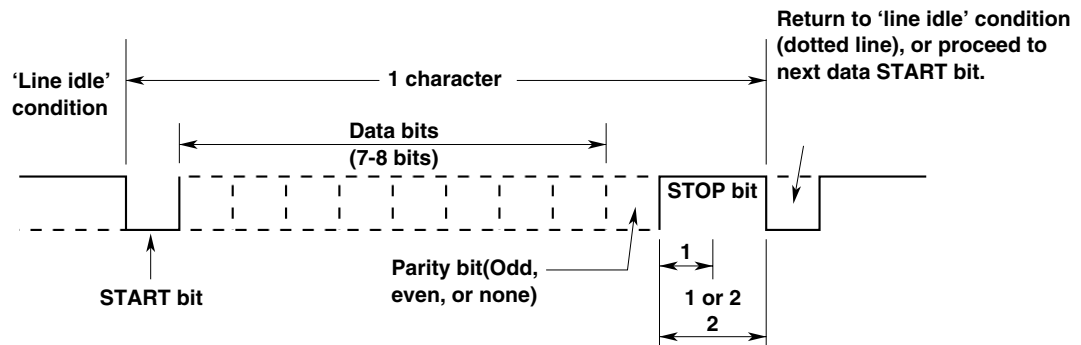 Return to ‘line idle’ condition
(dotted line), or proceed to
next data START bit.
‘Line idle’
condition
1 character
Data bits
(7-8 bits)
STOP bit
START bit
Parity bit(Odd,
even, or none)
1
1 or 2
2